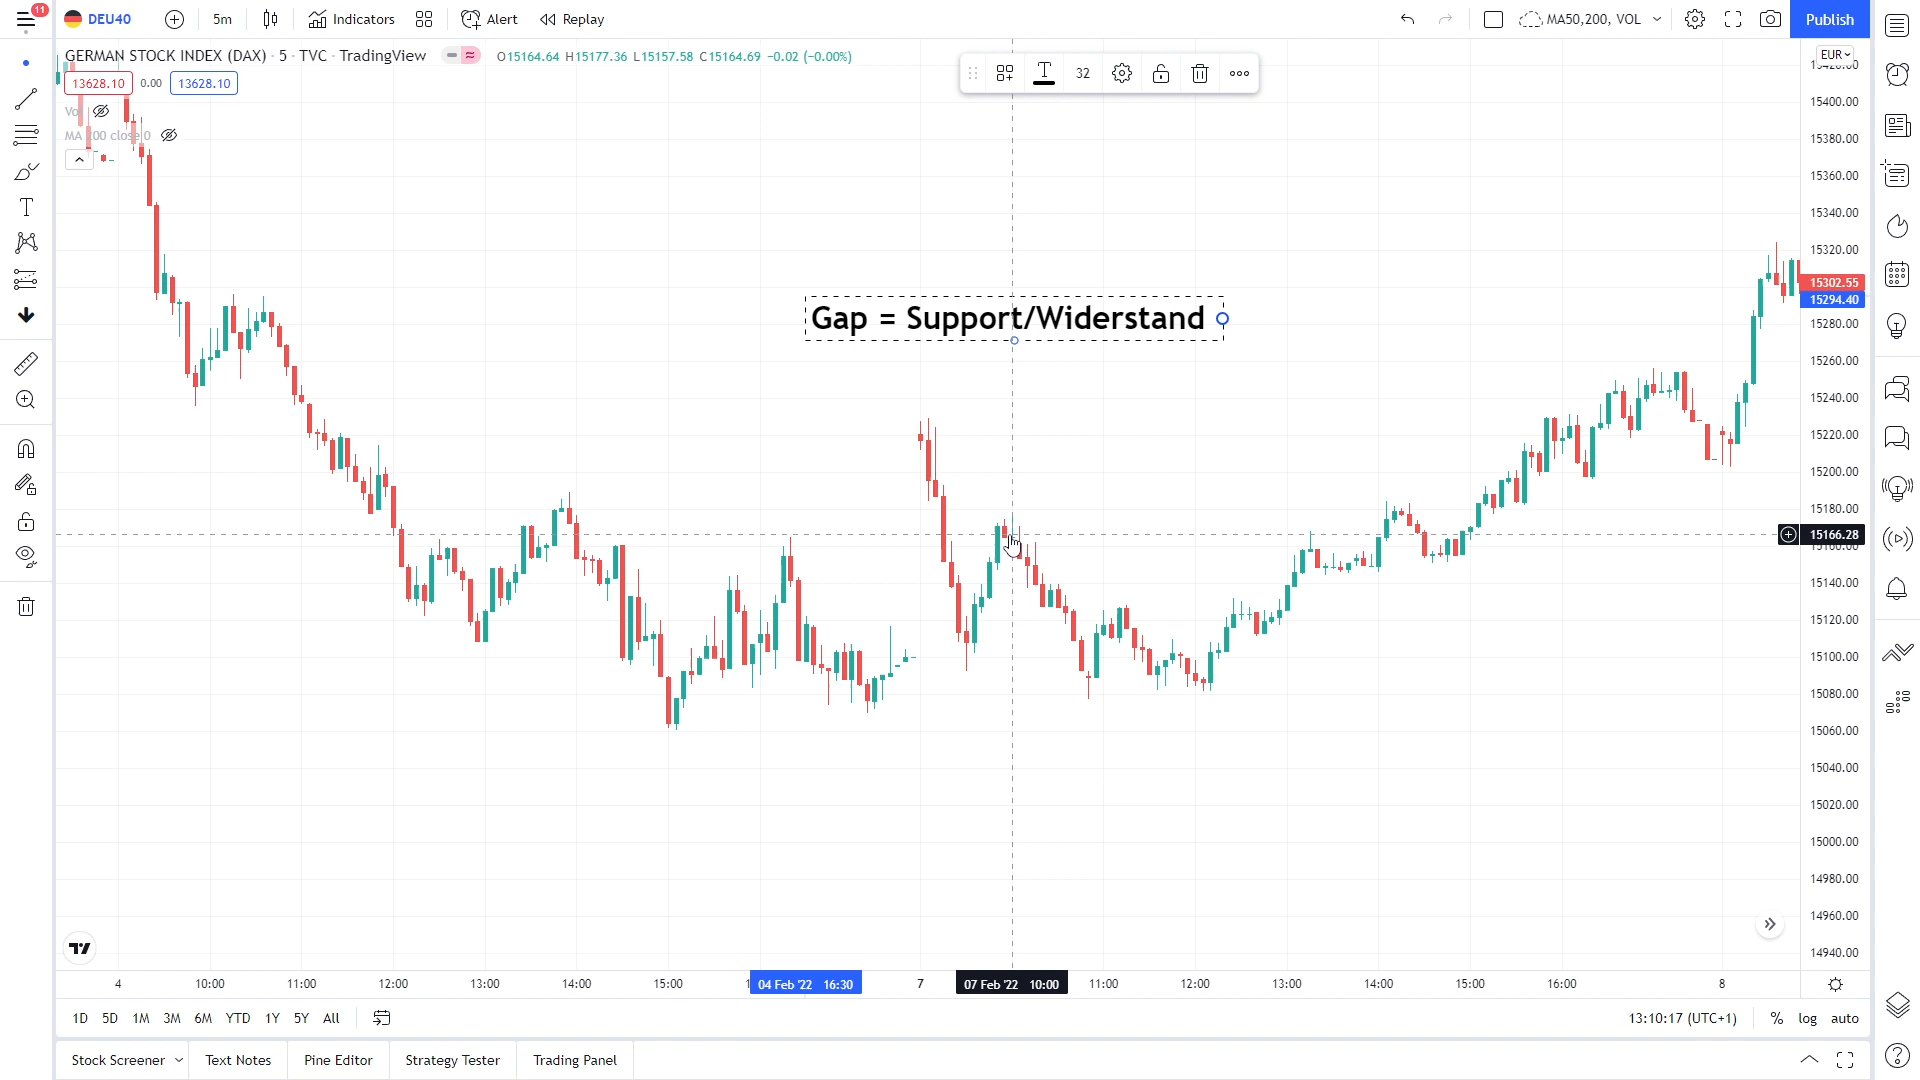 11
DEU40
5m
Indicators
Alert
Replay
MA50,200, VOL
Publish
GERMAN STOCK INDEX (DAX) · 5 · TVC · TradingView
O15164.64 H15177.36 L15157.58 C15164.69 -0.02 (-0.00%)
EUR
13628.10 0.00 13628.10
32
MA 200 close 0
Gap = Support/Widerstand
15400.00
15380.00
15360.00
15340.00
15320.00
15302.55
15294.40
15280.00
15260.00
15240.00
15220.00
15200.00
15180.00
15166.28
15160.00
15140.00
15120.00
15100.00
15080.00
15060.00
15040.00
15020.00
15000.00
14980.00
14960.00
14940.00
4 10:00 11:00 12:00 13:00 14:00 15:00 04 Feb '22 16:30 7 07 Feb '22 10:00 11:00 12:00 13:00 14:00 15:00 16:00 8
1D 5D 1M 3M 6M YTD 1Y 5Y All
13:10:17 (UTC+1) % log auto
Stock Screener Text Notes Pine Editor Strategy Tester Trading Panel